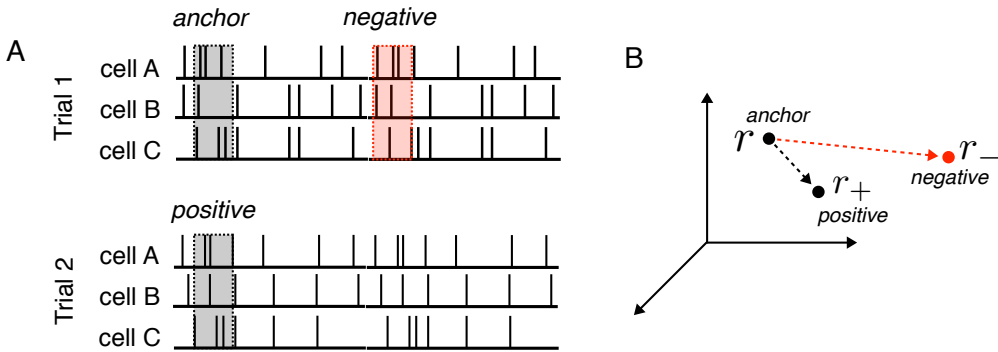 A
anchor
negative
Trial 1
cell A
cell B
cell C
positive
Trial 2
cell A
cell B
cell C
B
anchor
r
r₋
negative
r₊
positive